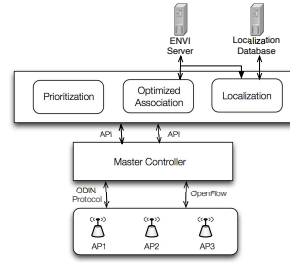 ENVI
Server
Localization
Database
Prioritization
Optimized
Association
Localization
API
API
Master Controller
ODIN
Protocol
OpenFlow
AP1
AP2
AP3